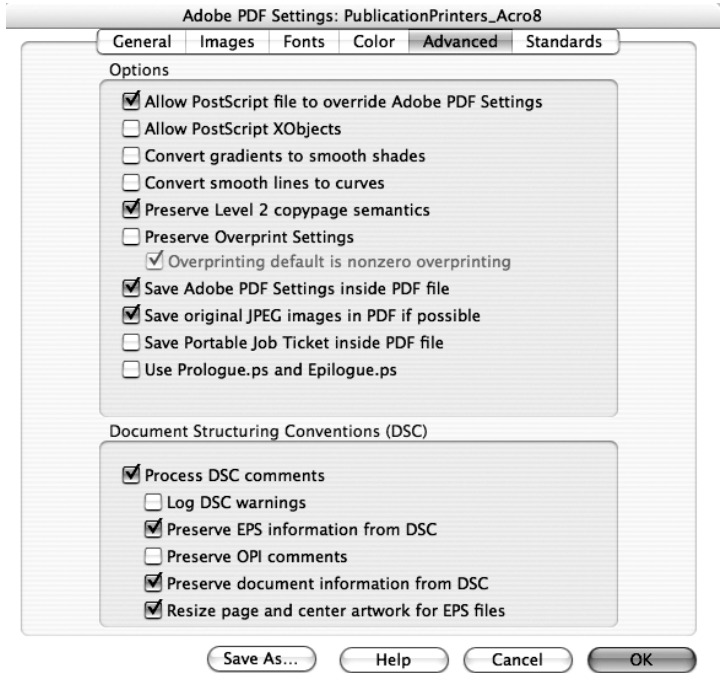 Adobe PDF Settings: PublicationPrinters_Acro8
General Images Fonts Color Advanced Standards
Options
Allow PostScript file to override Adobe PDF Settings
Allow PostScript XObjects
Convert gradients to smooth shades
Convert smooth lines to curves
Preserve Level 2 copypage semantics
Preserve Overprint Settings
Overprinting default is nonzero overprinting
Save Adobe PDF Settings inside PDF file
Save original JPEG images in PDF if possible
Save Portable Job Ticket inside PDF file
Use Prologue.ps and Epilogue.ps
Document Structuring Conventions (DSC)
Process DSC comments
Log DSC warnings
Preserve EPS information from DSC
Preserve OPI comments
Preserve document information from DSC
Resize page and center artwork for EPS files
Save As... Help Cancel OK